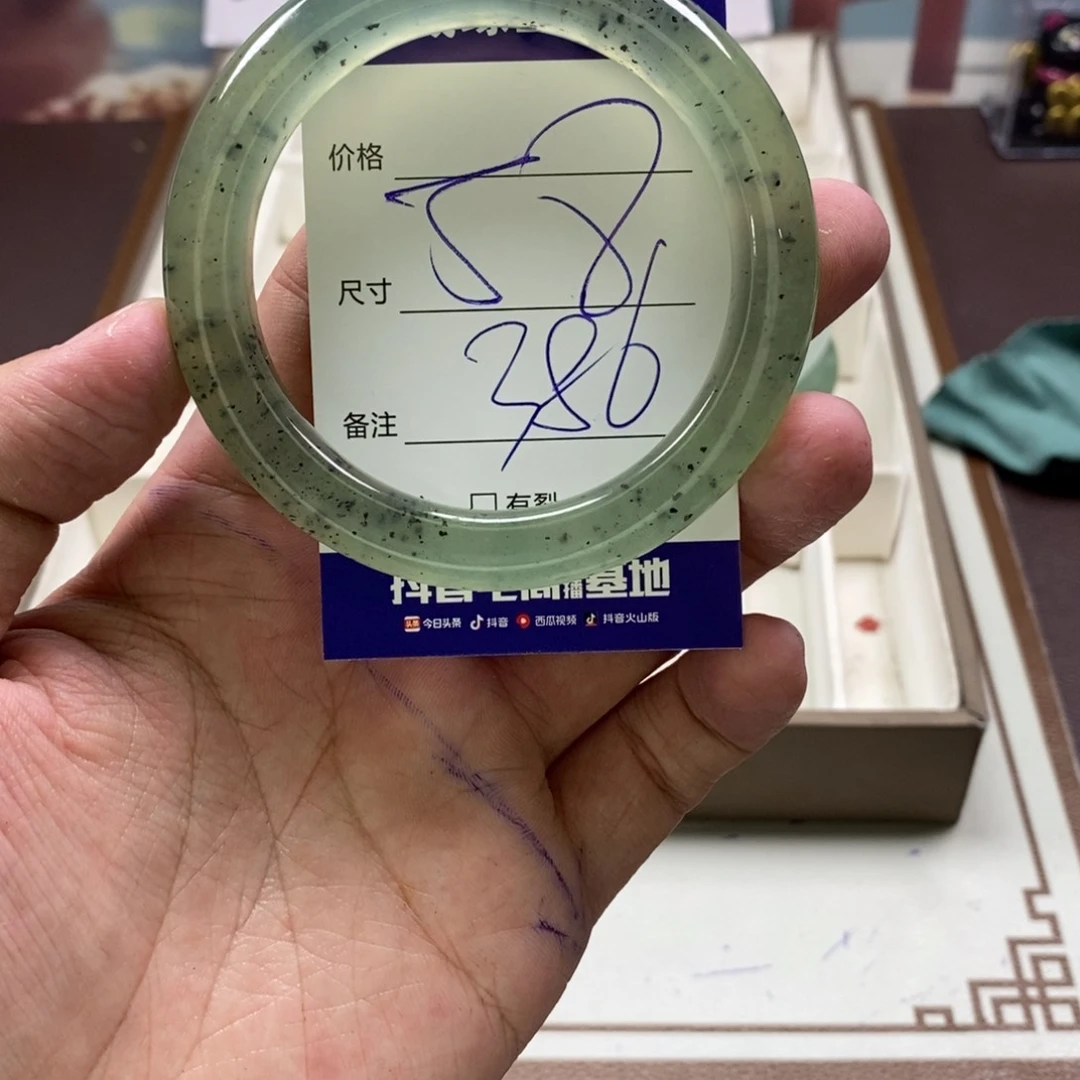 价格
58
尺寸
386
备注
□有裂
抖音电商直播基地
今日头条 抖音 西瓜视频 抖音火山版